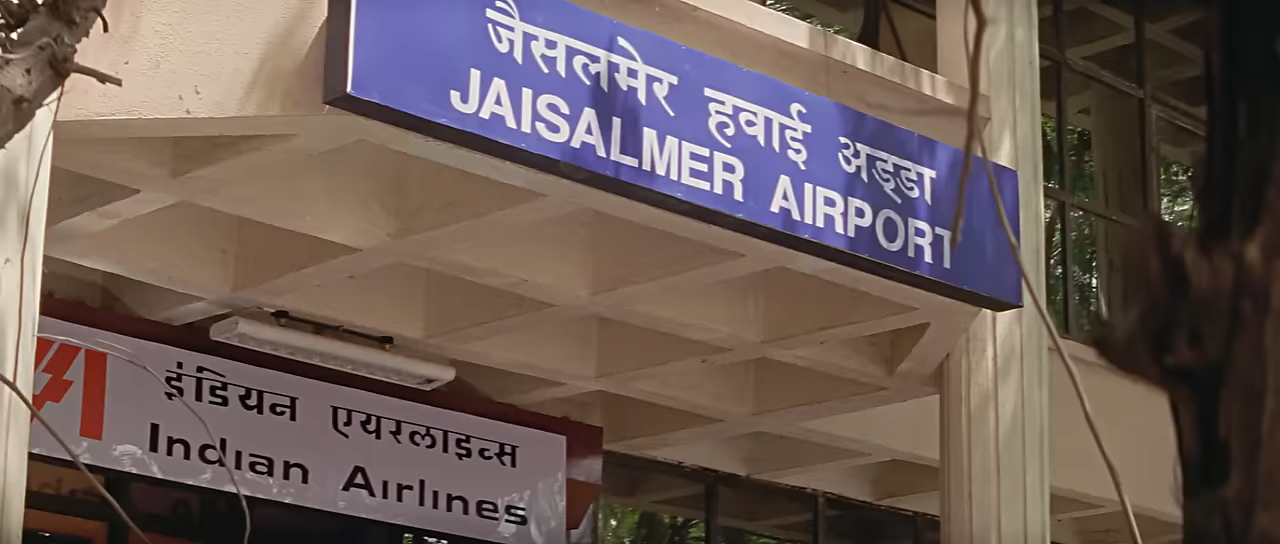 जैसलमेर हवाई अड्डा
JAISALMER AIRPORT
इंडियन एयरलाइन्स
Indian Airlines